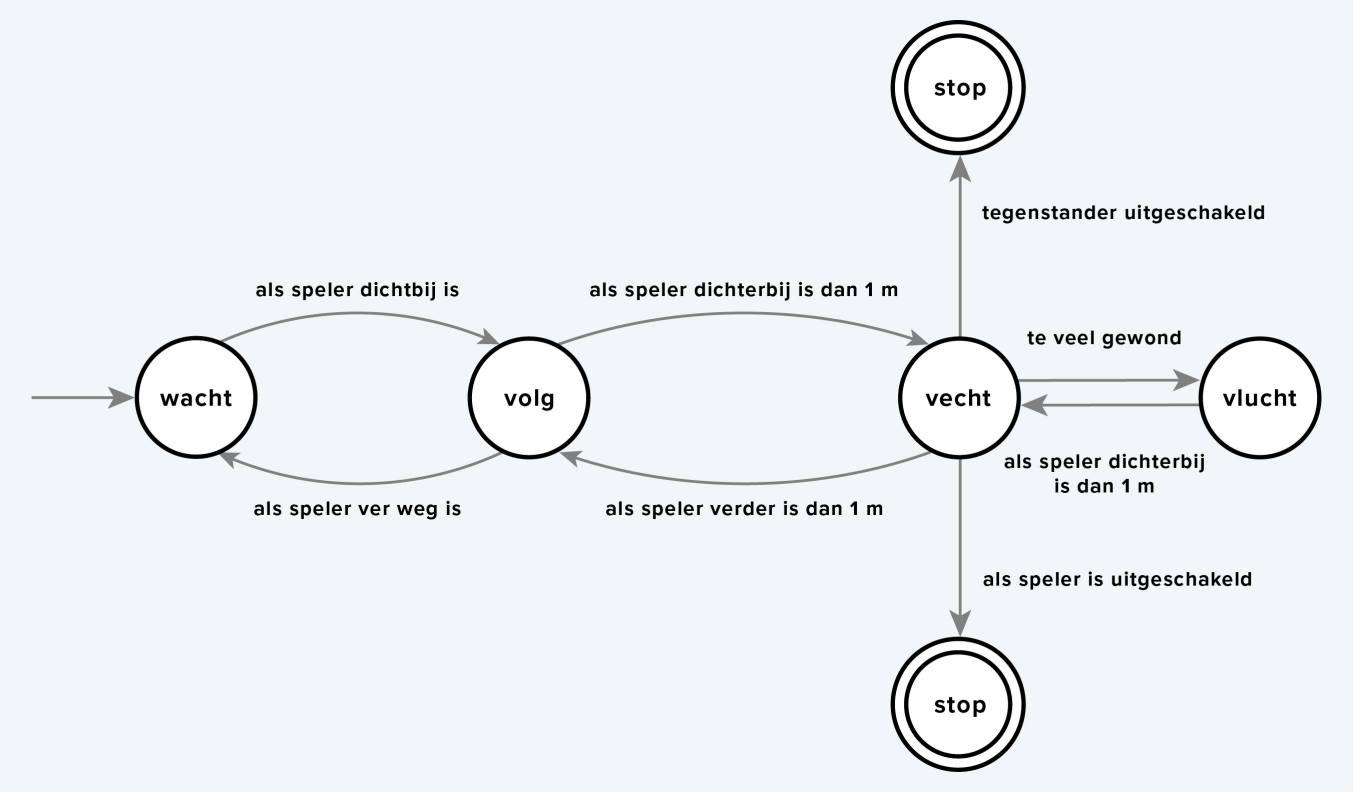 stop
tegenstander uitgeschakeld
als speler dichtbij is
als speler dichterbij is dan 1 m
te veel gewond
wacht
volg
vecht
vlucht
als speler ver weg is
als speler verder is dan 1 m
als speler dichterbij
is dan 1 m
als speler is uitgeschakeld
stop